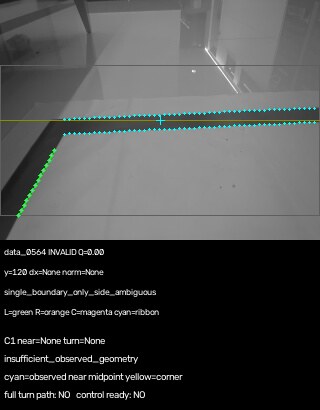 data_0564 INVALID Q=0.00
y=120 dx=None norm=None
single_boundary_only_side_ambiguous
L=green R=orange C=magenta cyan=ribbon
C1 near=None turn=None
insufficient_observed_geometry
cyan=observed near midpoint yellow=corner
full turn path: NO control ready: NO